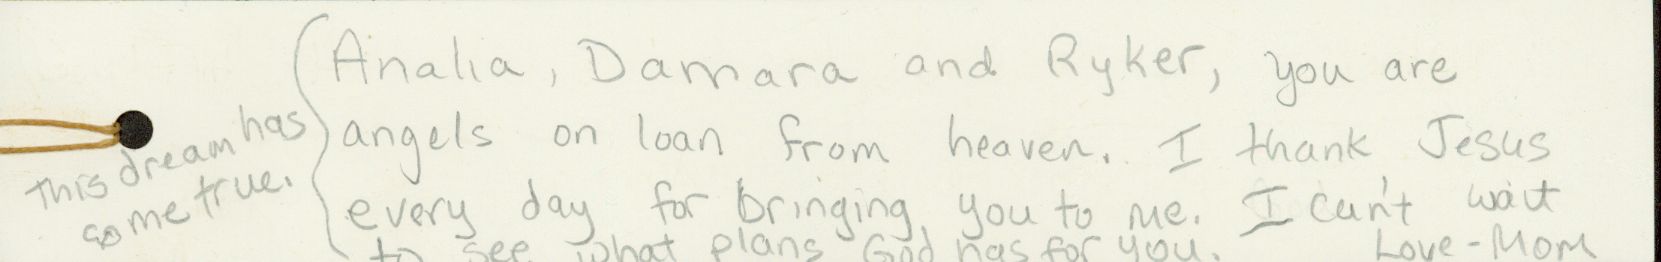 Analia, Damara and Ryker, you are
angels on loan from heaven. I thank Jesus
every day for bringing you to me. I can't wait
to see what plans God has for you. Love - Mom
This dream has
come true.